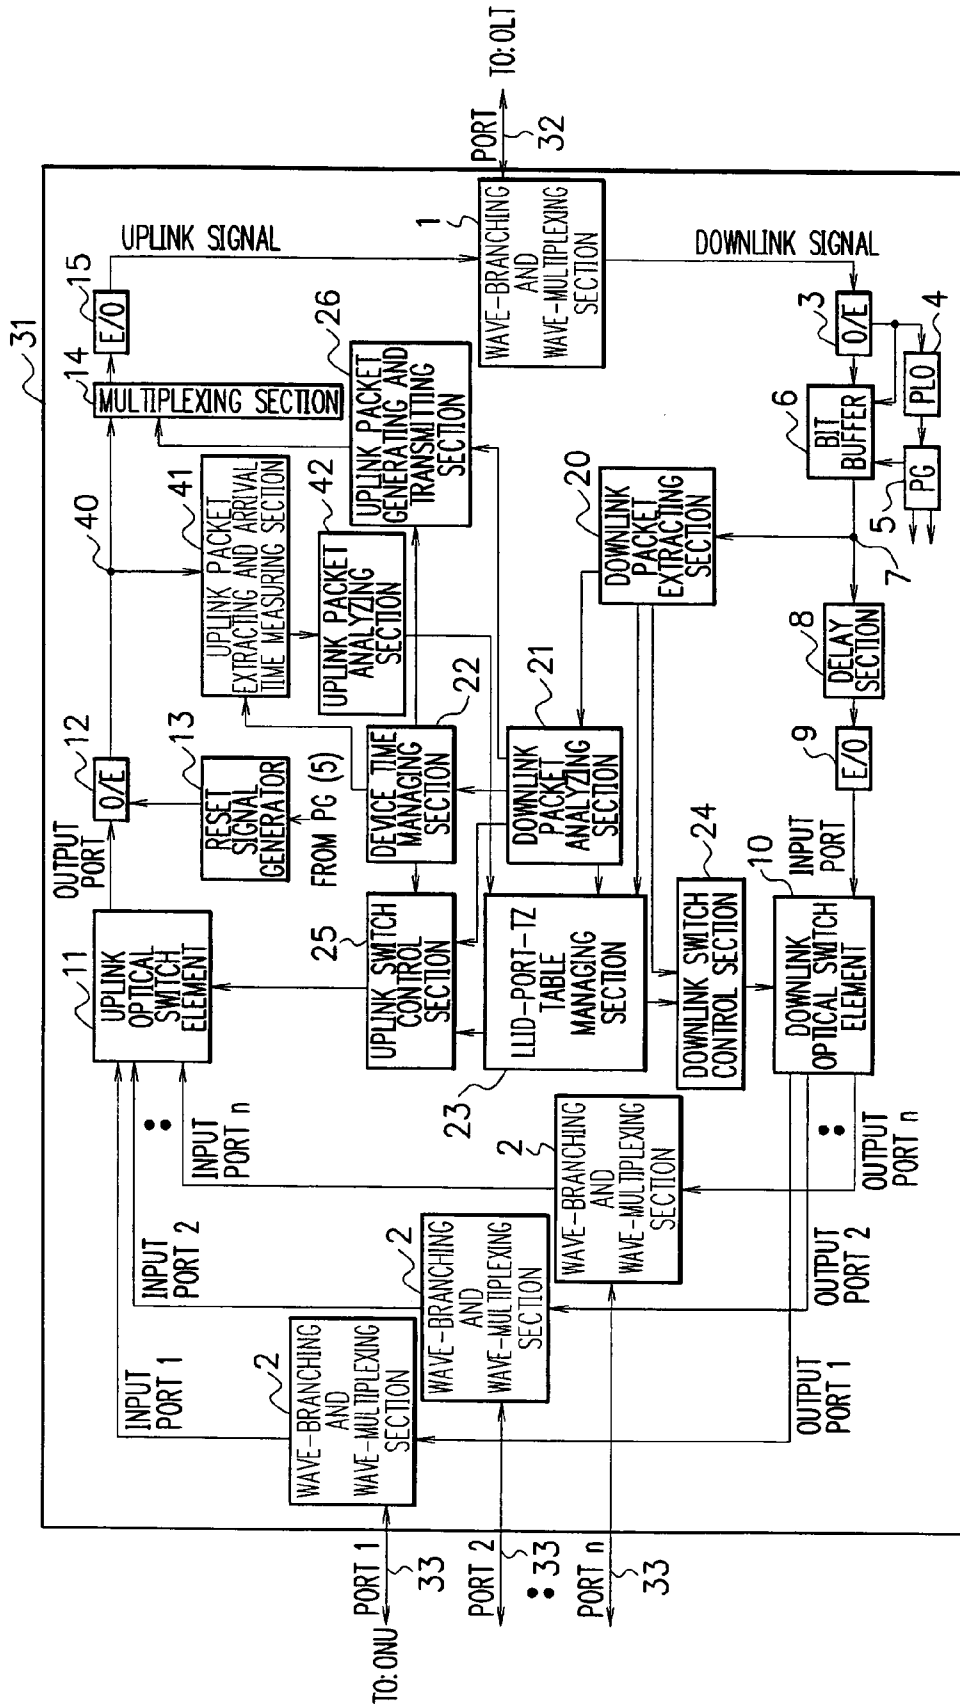 31
TO:OLT
PORT
32
UPLINK SIGNAL
1
WAVE-BRANCHING
AND
WAVE-MULTIPLEXING
SECTION
DOWNLINK SIGNAL
15
E/O
14
MULTIPLEXING SECTION
26
UPLINK PACKET
GENERATING AND
TRANSMITTING
SECTION
3
O/E
4
PLO
6
BIT
BUFFER
5
PG
7
40
41
UPLINK PACKET
EXTRACTING AND ARRIVAL
TIME MEASURING SECTION
42
UPLINK PACKET
ANALYZING
SECTION
20
DOWNLINK
PACKET
EXTRACTING
SECTION
8
DELAY
SECTION
12
O/E
13
RESET
SIGNAL
GENERATOR
FROM PG (5)
22
DEVICE TIME
MANAGING
SECTION
21
DOWNLINK
PACKET
ANALYZING
SECTION
9
E/O
OUTPUT
PORT
INPUT
PORT
11
UPLINK
OPTICAL
SWITCH
ELEMENT
25
UPLINK SWITCH
CONTROL
SECTION
23
LLID-PORT-TZ
TABLE
MANAGING
SECTION
24
DOWNLINK SWITCH
CONTROL SECTION
10
DOWNLINK
OPTICAL SWITCH
ELEMENT
INPUT
PORT n
INPUT
PORT 2
INPUT
PORT 1
2
WAVE-BRANCHING
AND
WAVE-MULTIPLEXING
SECTION
2
WAVE-BRANCHING
AND
WAVE-MULTIPLEXING
SECTION
2
WAVE-BRANCHING
AND
WAVE-MULTIPLEXING
SECTION
OUTPUT
PORT n
OUTPUT
PORT 2
OUTPUT
PORT 1
TO:ONU
PORT 1
33
PORT 2
33
PORT n
33